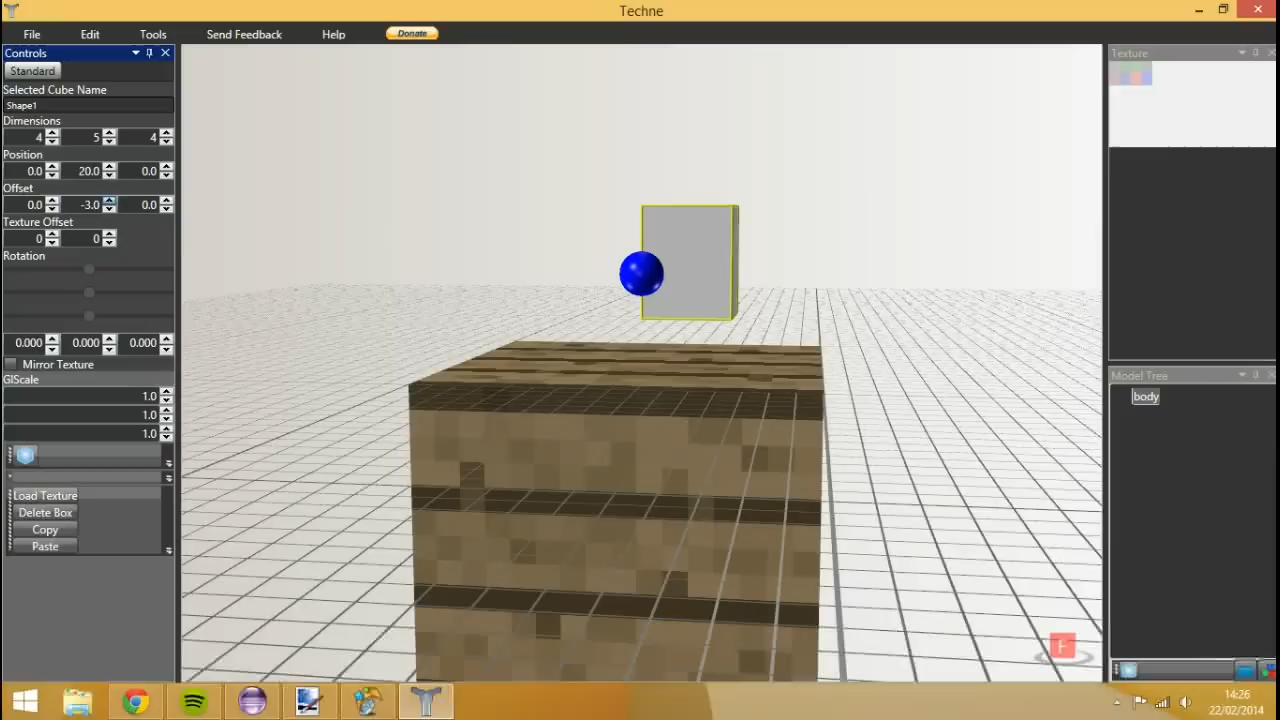 Techne
File Edit Tools Send Feedback Help Donate
Controls
Standard
Selected Cube Name
Shape1
Dimensions
4 5 4
Position
0.0 20.0 0.0
Offset
0.0 -3.0 0.0
Texture Offset
0 0
Rotation
0.000 0.000 0.000
Mirror Texture
GlScale
1.0
1.0
1.0
Load Texture
Delete Box
Copy
Paste
Texture
Model Tree
body
F
14:26
22/02/2014